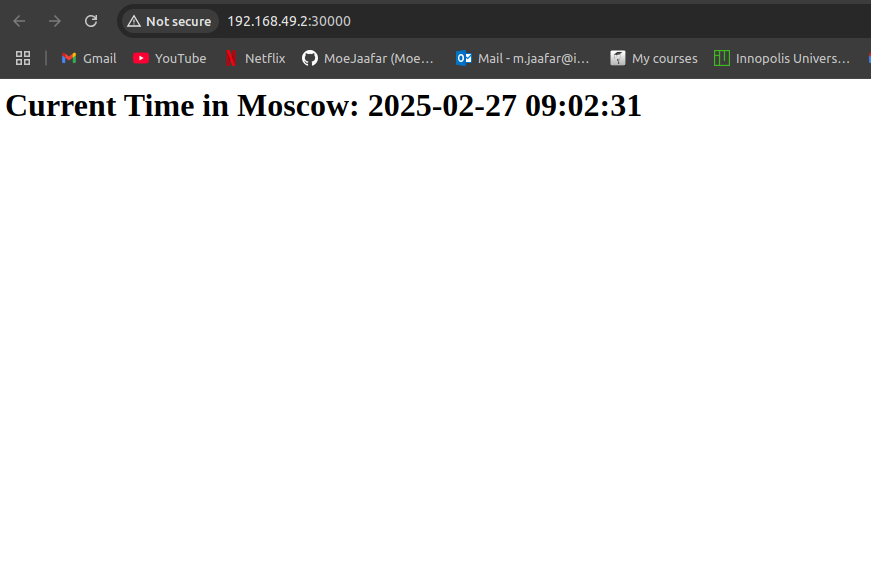 Not secure 192.168.49.2:30000
Gmail YouTube Netflix MoeJaafar (Moe... Mail - m.jaafar@i... My courses Innopolis Univers...
Current Time in Moscow: 2025-02-27 09:02:31